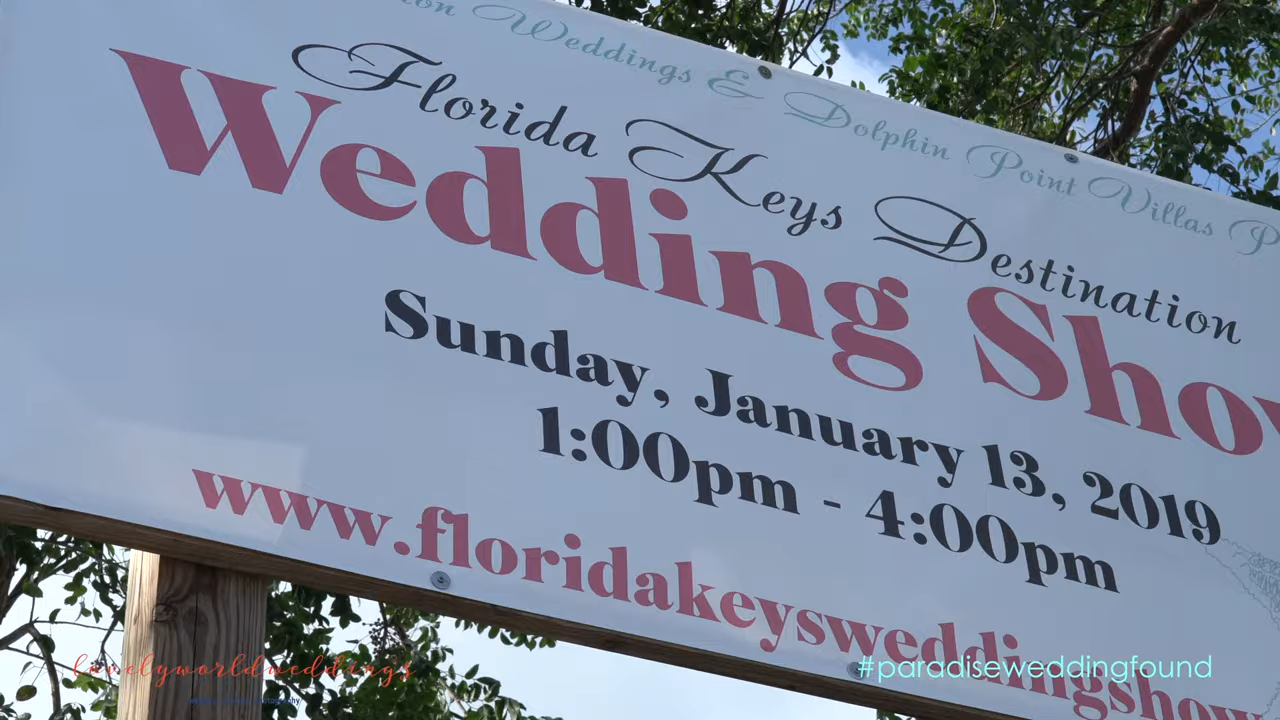 Weddings & Dolphin Point Villas
Florida Keys Destination
Wedding Show
Sunday, January 13, 2019
1:00pm - 4:00pm
www.floridakeysweddingshow
lovelyworldweddings
#paradiseweddingfound